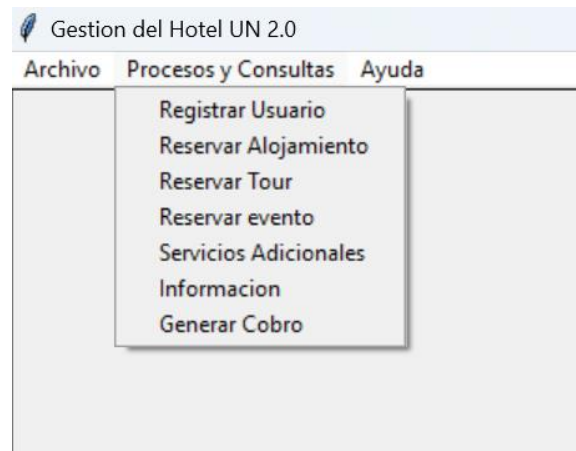 Gestion del Hotel UN 2.0
Archivo Procesos y Consultas Ayuda
Registrar Usuario
Reservar Alojamiento
Reservar Tour
Reservar evento
Servicios Adicionales
Informacion
Generar Cobro